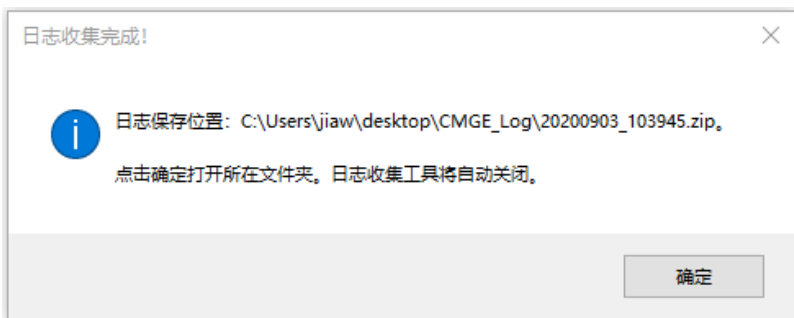 日志收集完成!
日志保存位置：C:\Users\jiaw\desktop\CMGE_Log\20200903_103945.zip。
点击确定打开所在文件夹。日志收集工具将自动关闭。
确定